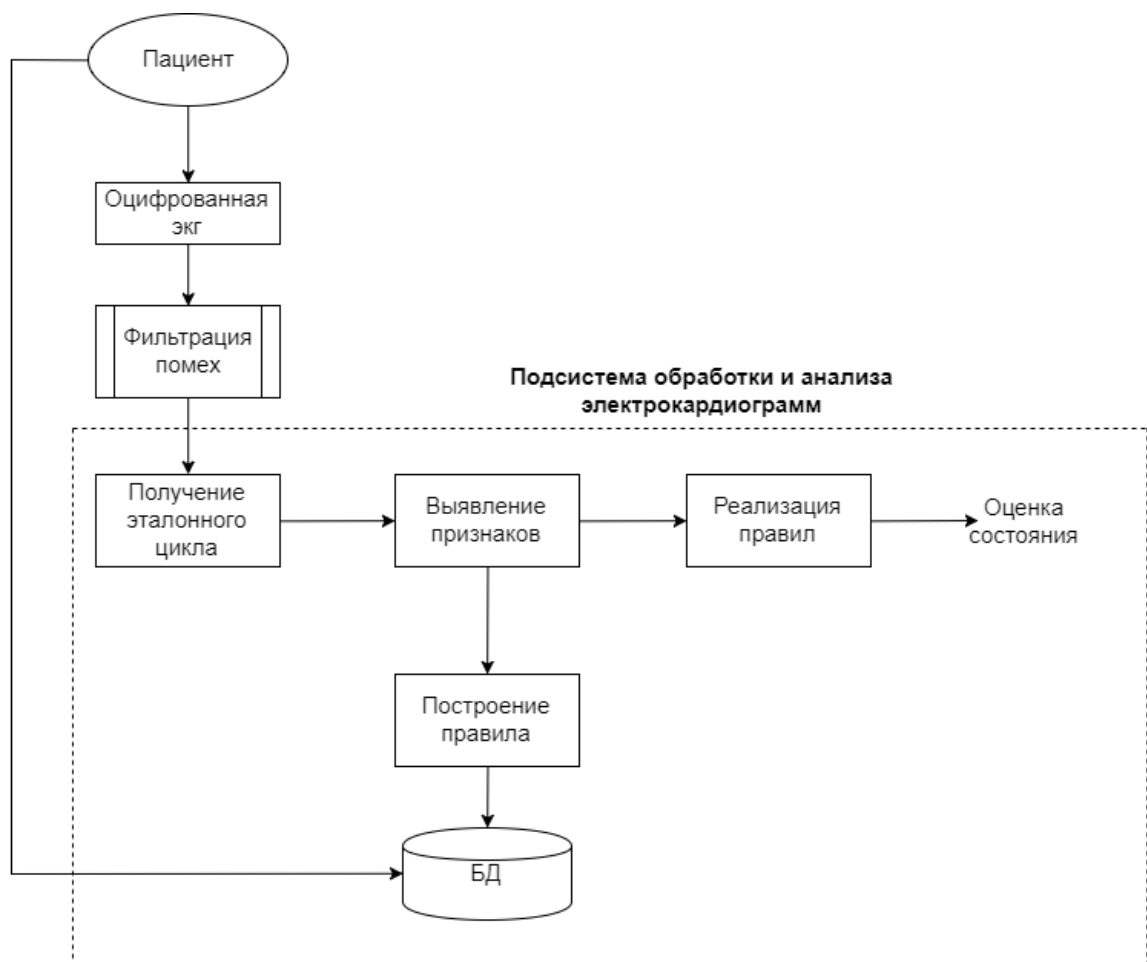 Пациент
Оцифрованная
экг
Фильтрация
помех
Подсистема обработки и анализа
электрокардиограмм
Получение
эталонного
цикла
Выявление
признаков
Реализация
правил
Оценка
состояния
Построение
правила
БД